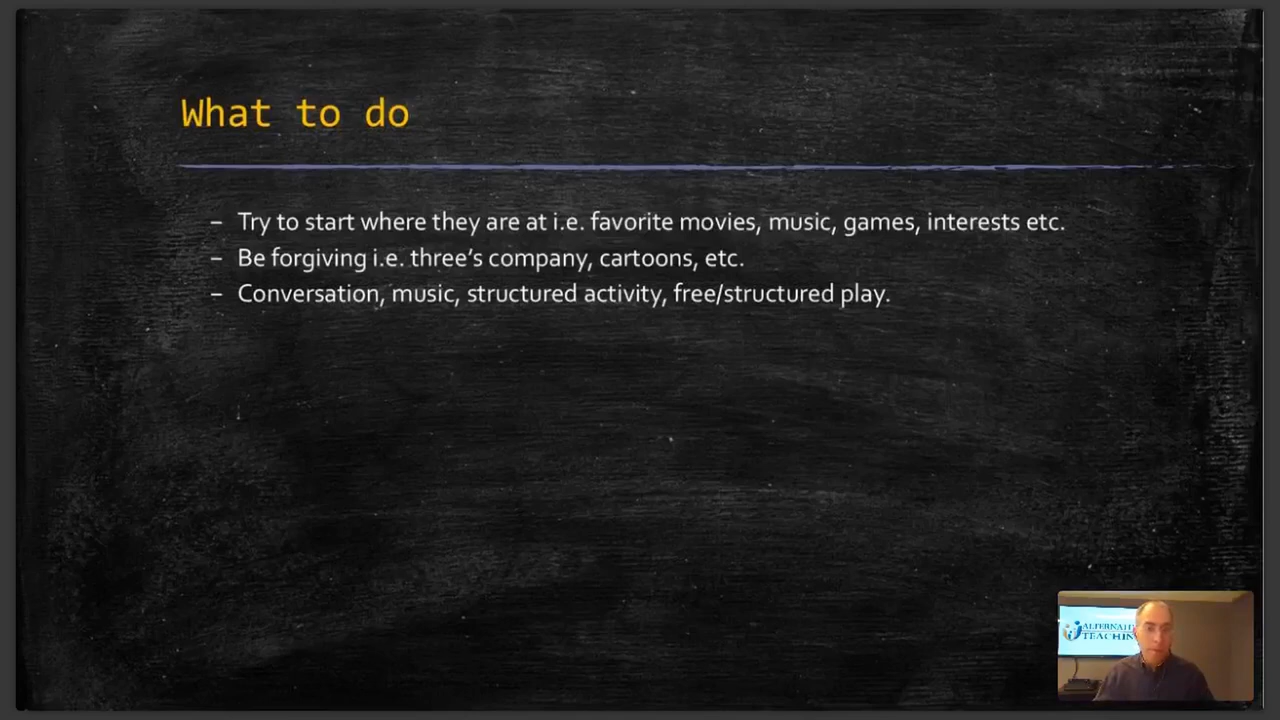 What to do
– Try to start where they are at i.e. favorite movies, music, games, interests etc.
– Be forgiving i.e. three’s company, cartoons, etc.
– Conversation, music, structured activity, free/structured play.